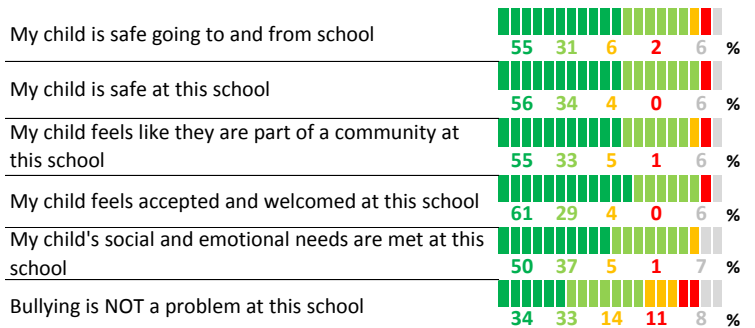 My child is safe going to and from school
55 31 6 2 6 %
My child is safe at this school
56 34 4 0 6 %
My child feels like they are part of a community at
this school
55 33 5 1 6 %
My child feels accepted and welcomed at this school
61 29 4 0 6 %
My child's social and emotional needs are met at this
school
50 37 5 1 7 %
Bullying is NOT a problem at this school
34 33 14 11 8 %